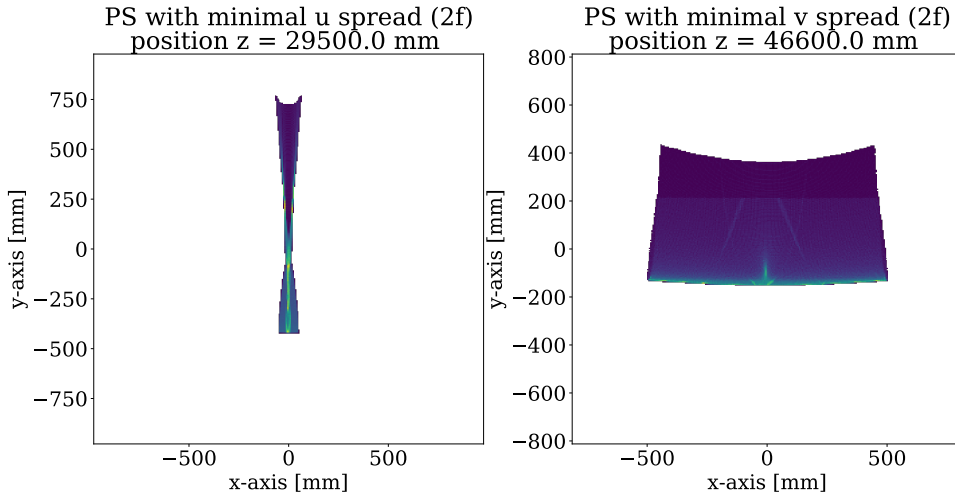 PS with minimal u spread (2f)
position z = 29500.0 mm
y-axis [mm]
750
500
250
0
−250
−500
−750
−500
0
500
x-axis [mm]
PS with minimal v spread (2f)
position z = 46600.0 mm
y-axis [mm]
800
600
400
200
0
−200
−400
−600
−800
−500
0
500
x-axis [mm]